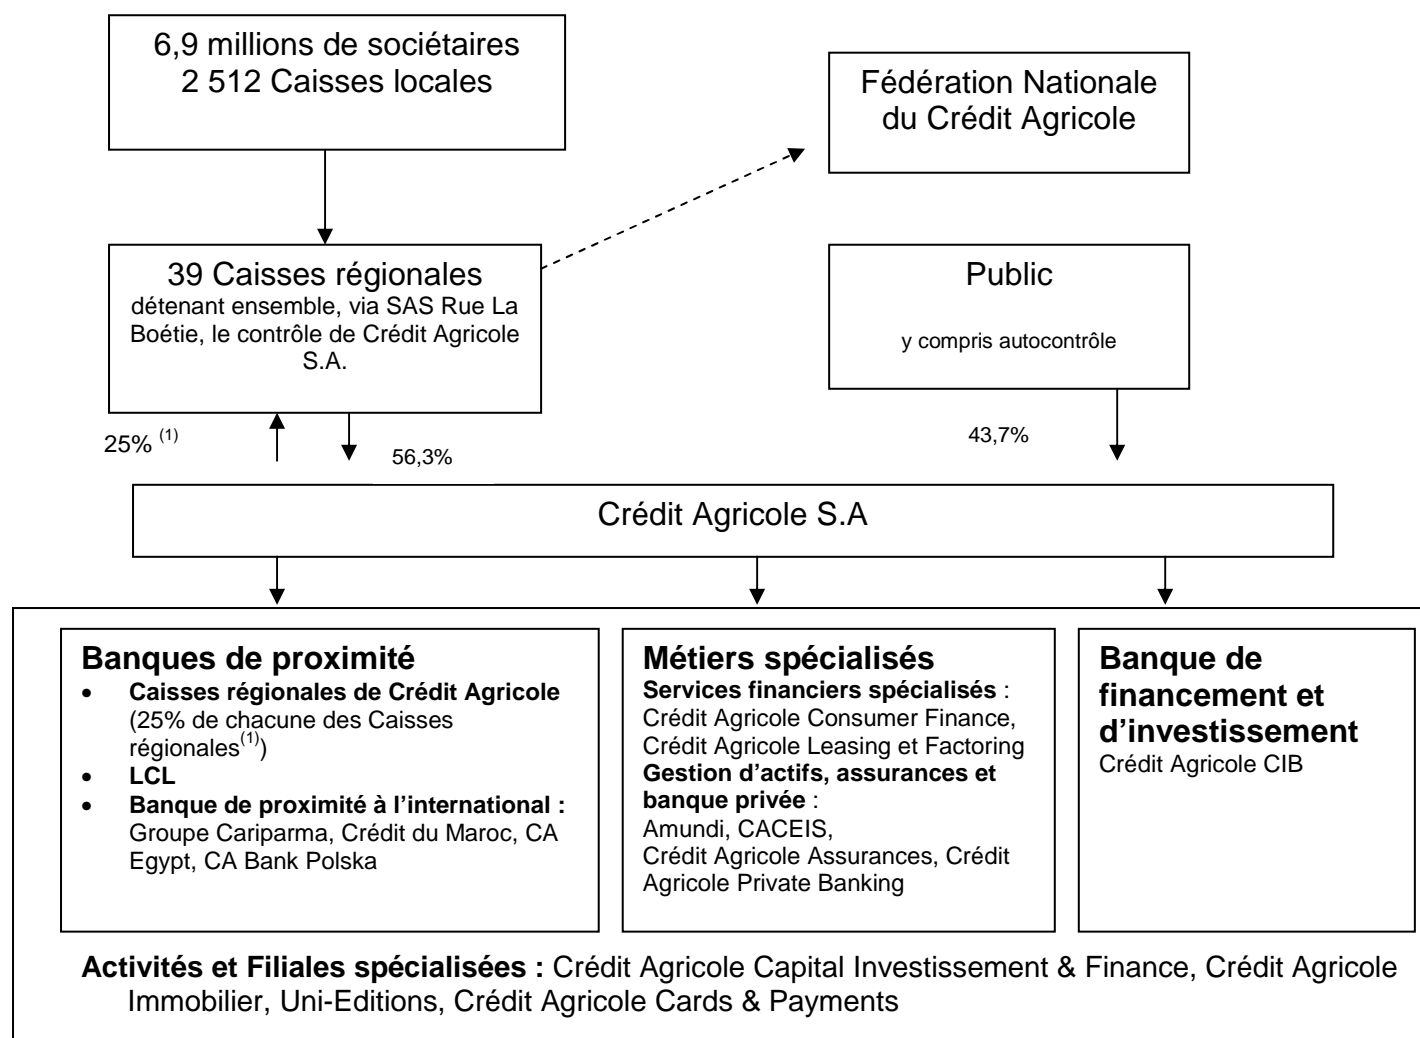 6,9 millions de sociétaires
2 512 Caisses locales
Fédération Nationale
du Crédit Agricole
39 Caisses régionales
détenant ensemble, via SAS Rue La
Boétie, le contrôle de Crédit Agricole
S.A.
Public
y compris autocontrôle
25% (1)
56,3%
43,7%
Crédit Agricole S.A
Banques de proximité
• Caisses régionales de Crédit Agricole
(25% de chacune des Caisses
régionales(1))
• LCL
• Banque de proximité à l'international :
Groupe Cariparma, Crédit du Maroc, CA
Egypt, CA Bank Polska
Métiers spécialisés
Services financiers spécialisés :
Crédit Agricole Consumer Finance,
Crédit Agricole Leasing et Factoring
Gestion d'actifs, assurances et
banque privée :
Amundi, CACEIS,
Crédit Agricole Assurances, Crédit
Agricole Private Banking
Banque de
financement et
d'investissement
Crédit Agricole CIB
Activités et Filiales spécialisées : Crédit Agricole Capital Investissement & Finance, Crédit Agricole
Immobilier, Uni-Editions, Crédit Agricole Cards & Payments